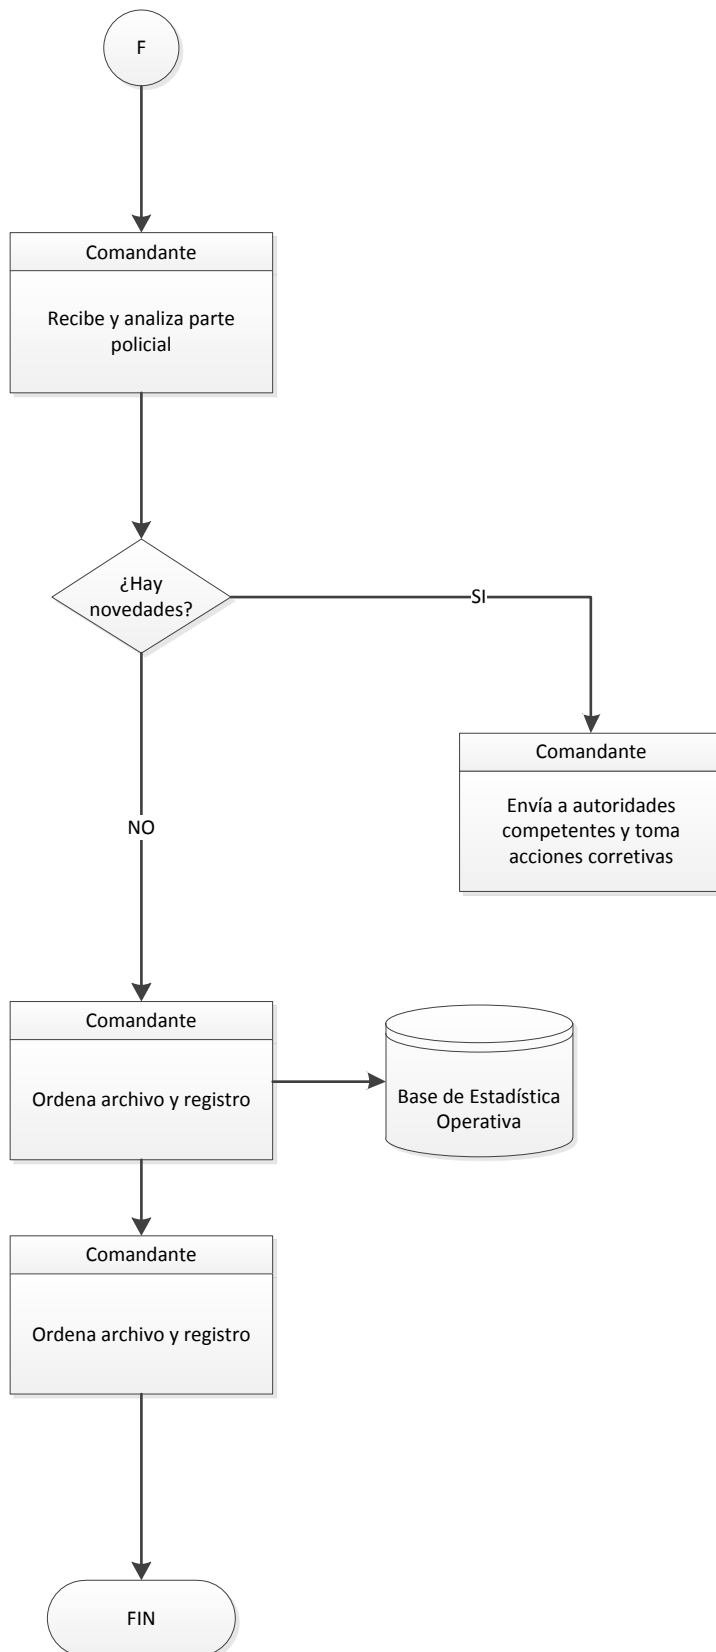 F
Comandante
Recibe y analiza parte
policial
¿Hay
novedades?
SI
Comandante
Envía a autoridades
competentes y toma
acciones corretivas
NO
Comandante
Ordena archivo y registro
Base de Estadística
Operativa
Comandante
Ordena archivo y registro
FIN